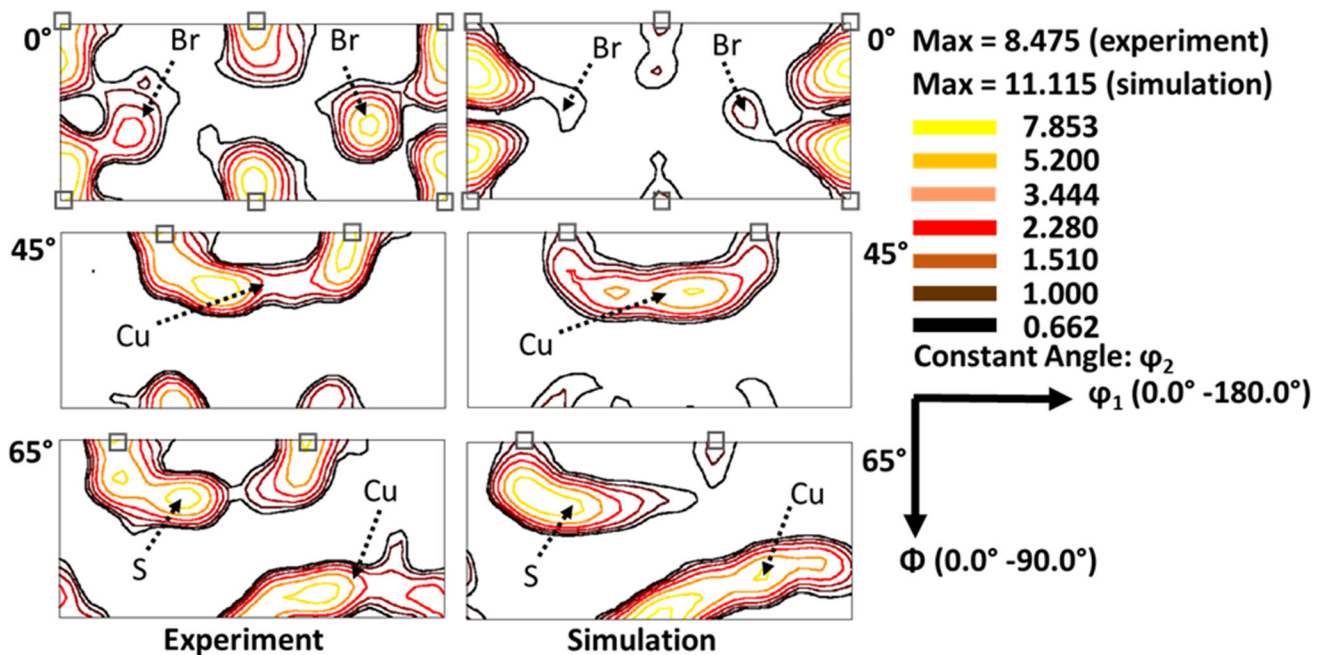 0°
Br
Br
Br
Br
0°
45°
Cu
Cu
45°
65°
S
Cu
S
Cu
65°
Experiment
Simulation
Max = 8.475 (experiment)
Max = 11.115 (simulation)
7.853
5.200
3.444
2.280
1.510
1.000
0.662
Constant Angle: φ₂
φ₁ (0.0° -180.0°)
Φ (0.0° -90.0°)